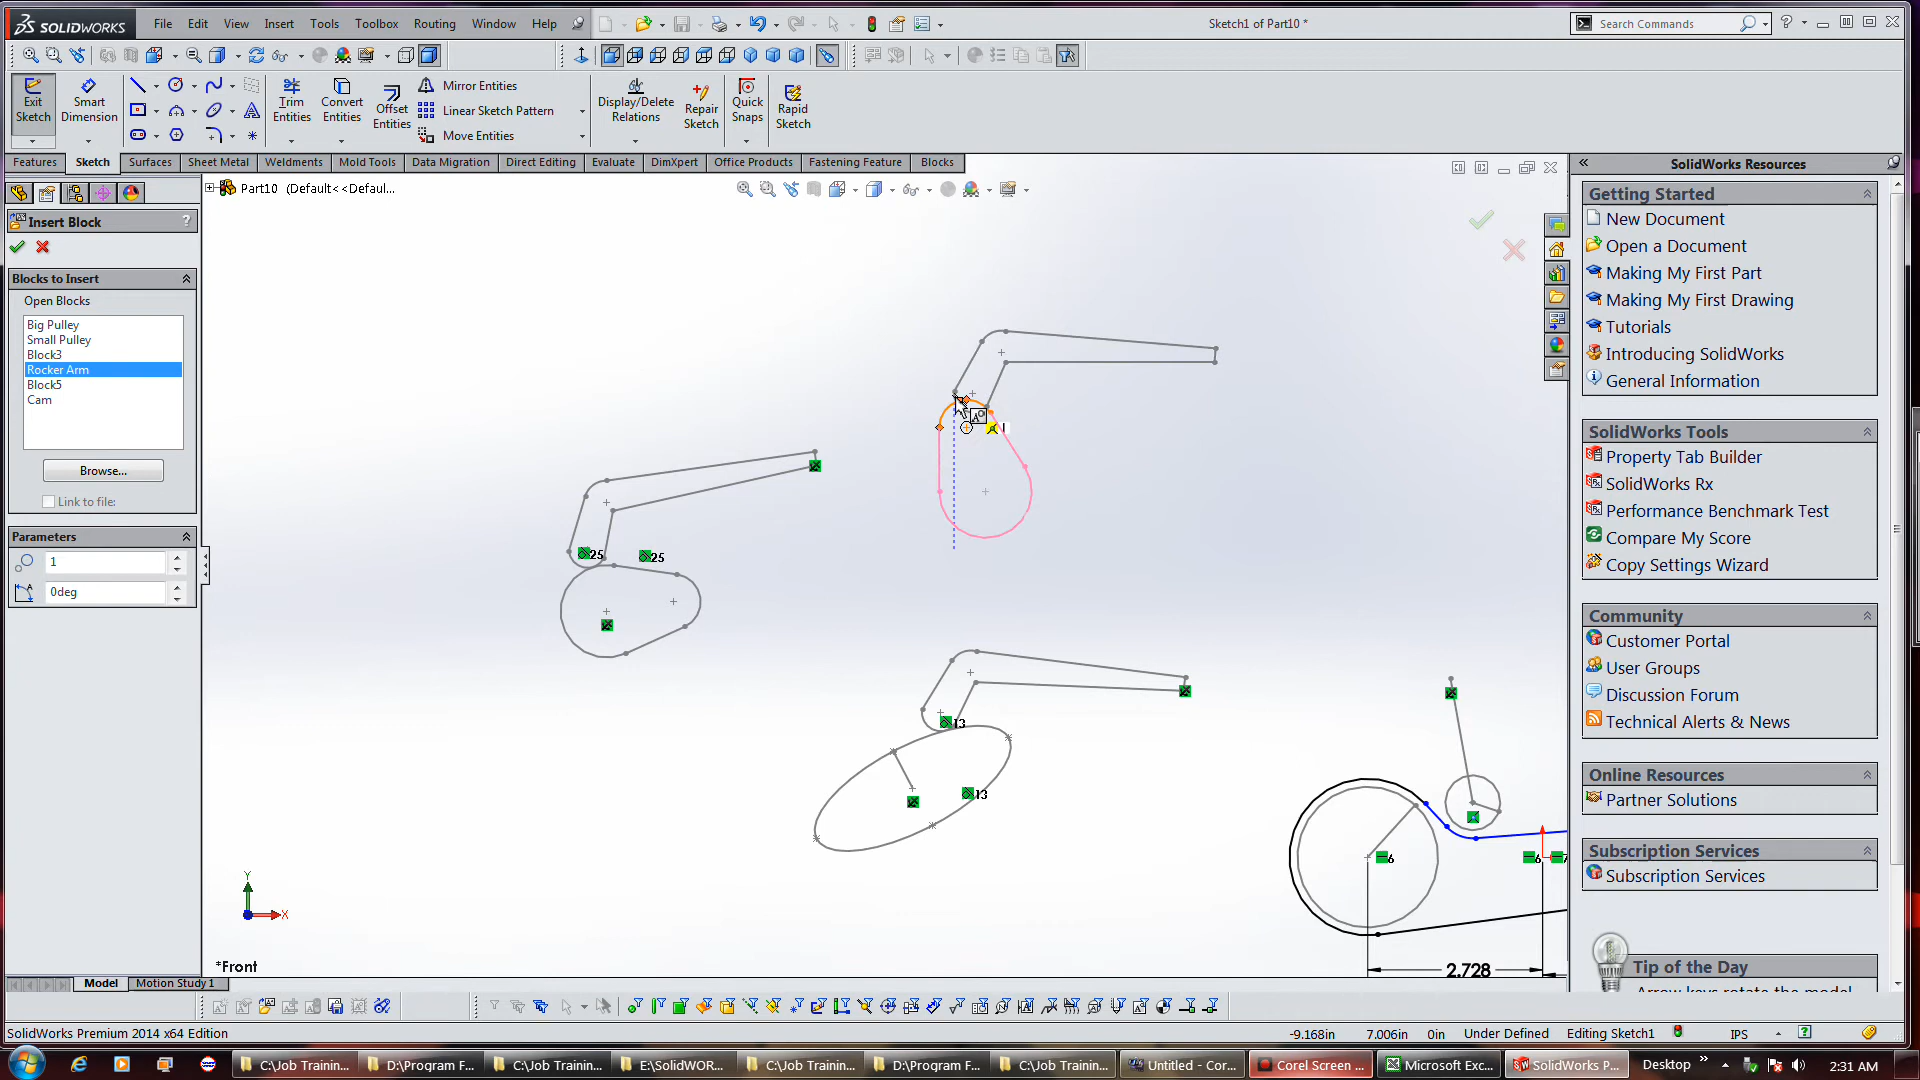 SOLIDWORKS File Edit View Insert Tools Toolbox Routing Window Help Sketch1 of Part10 * Search Commands
Exit Sketch
Smart Dimension
Trim Entities
Convert Entities
Offset Entities
Mirror Entities
Linear Sketch Pattern
Move Entities
Display/Delete Relations
Repair Sketch
Quick Snaps
Rapid Sketch
Features Sketch Surfaces Sheet Metal Weldments Mold Tools Data Migration Direct Editing Evaluate DimXpert Office Products Fastening Feature Blocks
Part10 (Default<<Defaul...
Insert Block ?
Blocks to Insert
Open Blocks
Big Pulley
Small Pulley
Block3
Rocker Arm
Block5
Cam
Browse...
Link to file:
Parameters
1
0deg
25
25
13
13
6
6
2.728
Y
X
*Front
SolidWorks Resources
Getting Started
New Document
Open a Document
Making My First Part
Making My First Drawing
Tutorials
Introducing SolidWorks
General Information
SolidWorks Tools
Property Tab Builder
SolidWorks Rx
Performance Benchmark Test
Compare My Score
Copy Settings Wizard
Community
Customer Portal
User Groups
Discussion Forum
Technical Alerts & News
Online Resources
Partner Solutions
Subscription Services
Subscription Services
Tip of the Day
Arrow keys rotate the model
Model Motion Study 1
SolidWorks Premium 2014 x64 Edition -9.168in 7.006in 0in Under Defined Editing Sketch1 IPS
C:\Job Trainin... D:\Program F... C:\Job Trainin... E:\SolidWOR... C:\Job Trainin... D:\Program F... C:\Job Trainin... Untitled - Cor... Corel Screen ... Microsoft Exc... SolidWorks P... Desktop 2:31 AM